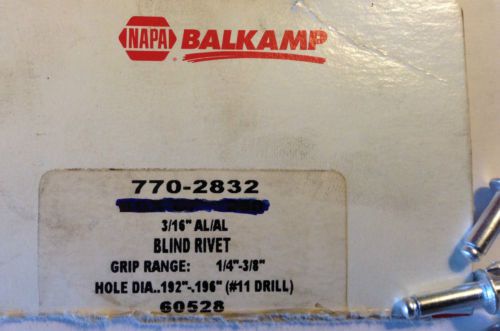 NAPA BALKAMP
770-2832
3/16" AL/AL
BLIND RIVET
GRIP RANGE: 1/4"-3/8"
HOLE DIA..192"-.196" (#11 DRILL)
60528